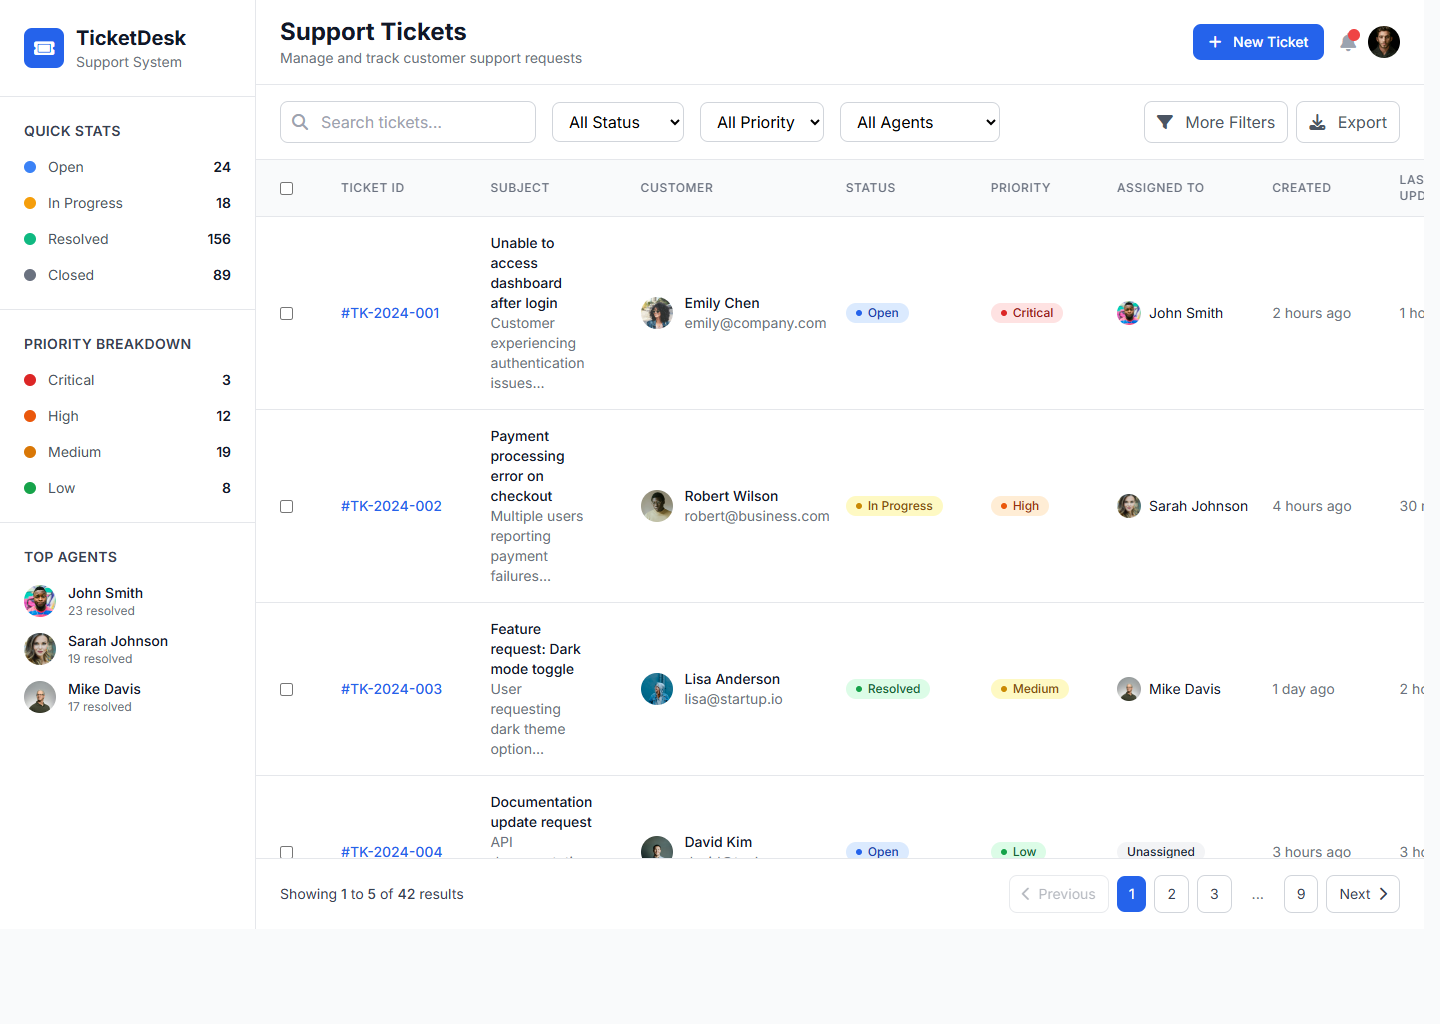 TicketDesk
Support System
QUICK STATS
Open 24
In Progress 18
Resolved 156
Closed 89
PRIORITY BREAKDOWN
Critical 3
High 12
Medium 19
Low 8
TOP AGENTS
John Smith
23 resolved
Sarah Johnson
19 resolved
Mike Davis
17 resolved
Support Tickets
Manage and track customer support requests
New Ticket
Search tickets...
All Status
All Priority
All Agents
More Filters
Export
TICKET ID SUBJECT CUSTOMER STATUS PRIORITY ASSIGNED TO CREATED
#TK-2024-001
Unable to
access
dashboard
after login
Customer
experiencing
authentication
issues...
Emily Chen
emily@company.com
Open
Critical
John Smith
2 hours ago
1
#TK-2024-002
Payment
processing
error on
checkout
Multiple users
reporting
payment
failures...
Robert Wilson
robert@business.com
In Progress
High
Sarah Johnson
4 hours ago
30
#TK-2024-003
Feature
request: Dark
mode toggle
User
requesting
dark theme
option...
Lisa Anderson
lisa@startup.io
Resolved
Medium
Mike Davis
1 day ago
2
#TK-2024-004
Documentation
update request
API
David Kim
Open
Low
Unassigned
3 hours ago
3
Showing 1 to 5 of 42 results
Previous 1 2 3 ... 9 Next